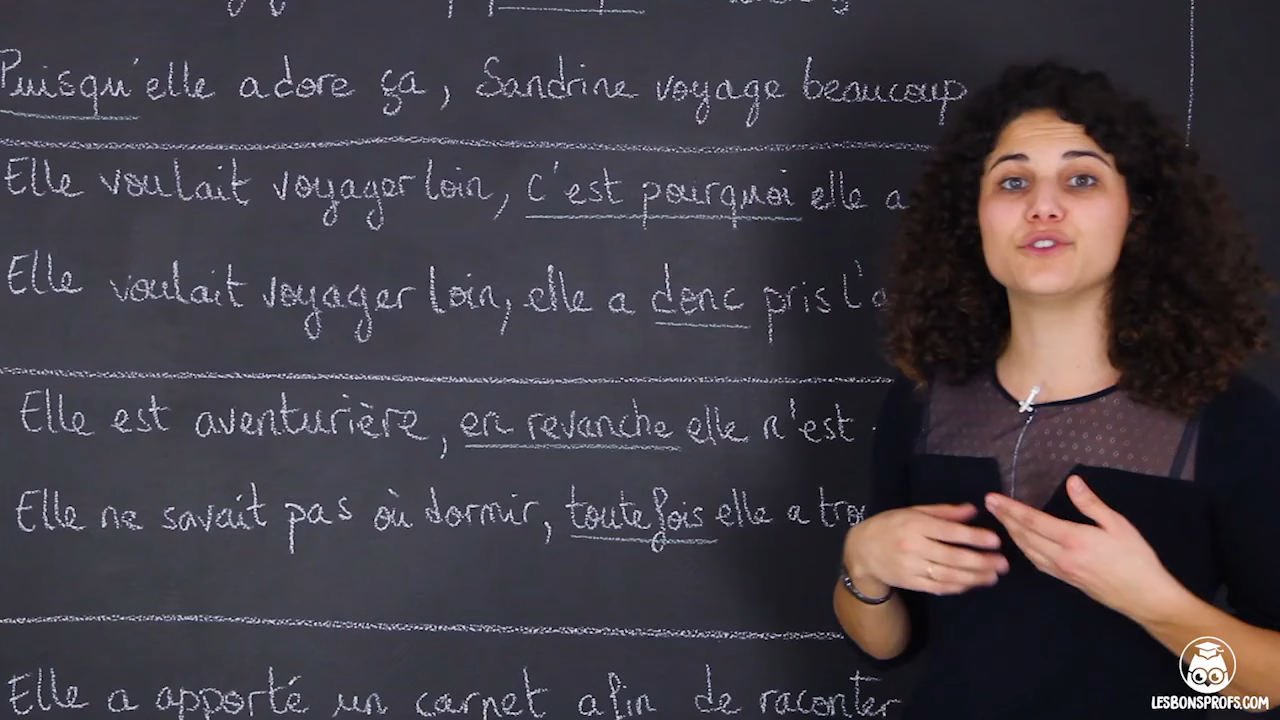 Puisqu'elle adore ça, Sandrine voyage beaucoup
Elle voulait voyager loin, c'est pourquoi elle a
Elle voulait voyager loin, elle a donc pris l'a
Elle est aventurière, en revanche elle n'est
Elle ne savait pas où dormir, toutefois elle a trou
Elle a apporté un carnet afin de raconter
LESBONSPROFS.COM